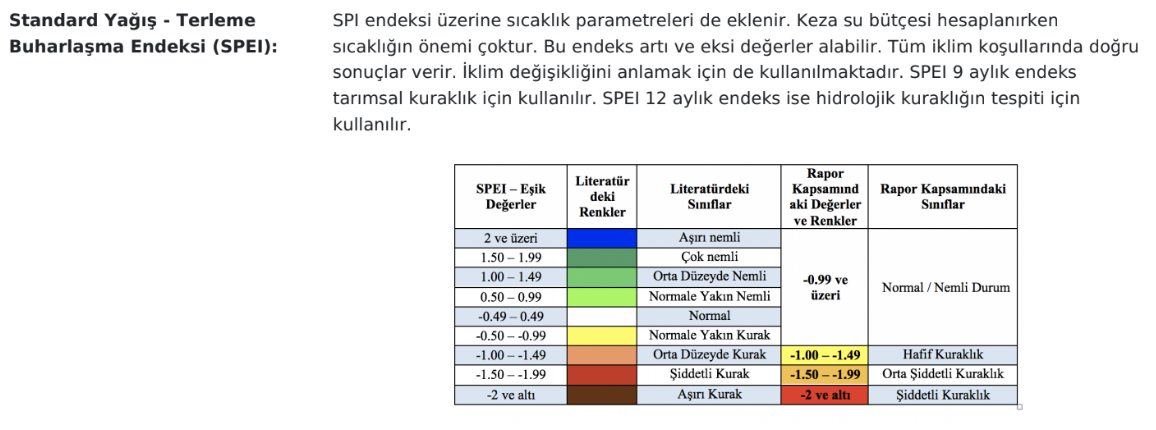 Standard Yağış - Terleme
Buharlaşma Endeksi (SPEI):
SPI endeksi üzerine sıcaklık parametreleri de eklenir. Keza su bütçesi hesaplanırken
sıcaklığın önemi çoktur. Bu endeks artı ve eksi değerler alabilir. Tüm iklim koşullarında doğru
sonuçlar verir. İklim değişikliğini anlamak için de kullanılmaktadır. SPEI 9 aylık endeks
tarımsal kuraklık için kullanılır. SPEI 12 aylık endeks ise hidrolojik kuraklığın tespiti için
kullanılır.
SPEI – Eşik
Değerler
Literatür
deki
Renkler
Literatürdeki
Sınıflar
Rapor
Kapsamınd
aki Değerler
ve Renkler
Rapor Kapsamındaki
Sınıflar
2 ve üzeri
Aşırı nemli
1.50 – 1.99
Çok nemli
1.00 – 1.49
Orta Düzeyde Nemli
0.50 – 0.99
Normale Yakın Nemli
-0.49 – 0.49
Normal
-0.50 – -0.99
Normale Yakın Kurak
-0.99 ve
üzeri
Normal / Nemli Durum
-1.00 – -1.49
Orta Düzeyde Kurak
-1.00 – -1.49
Hafif Kuraklık
-1.50 – -1.99
Şiddetli Kurak
-1.50 – -1.99
Orta Şiddetli Kuraklık
-2 ve altı
Aşırı Kurak
-2 ve altı
Şiddetli Kuraklık